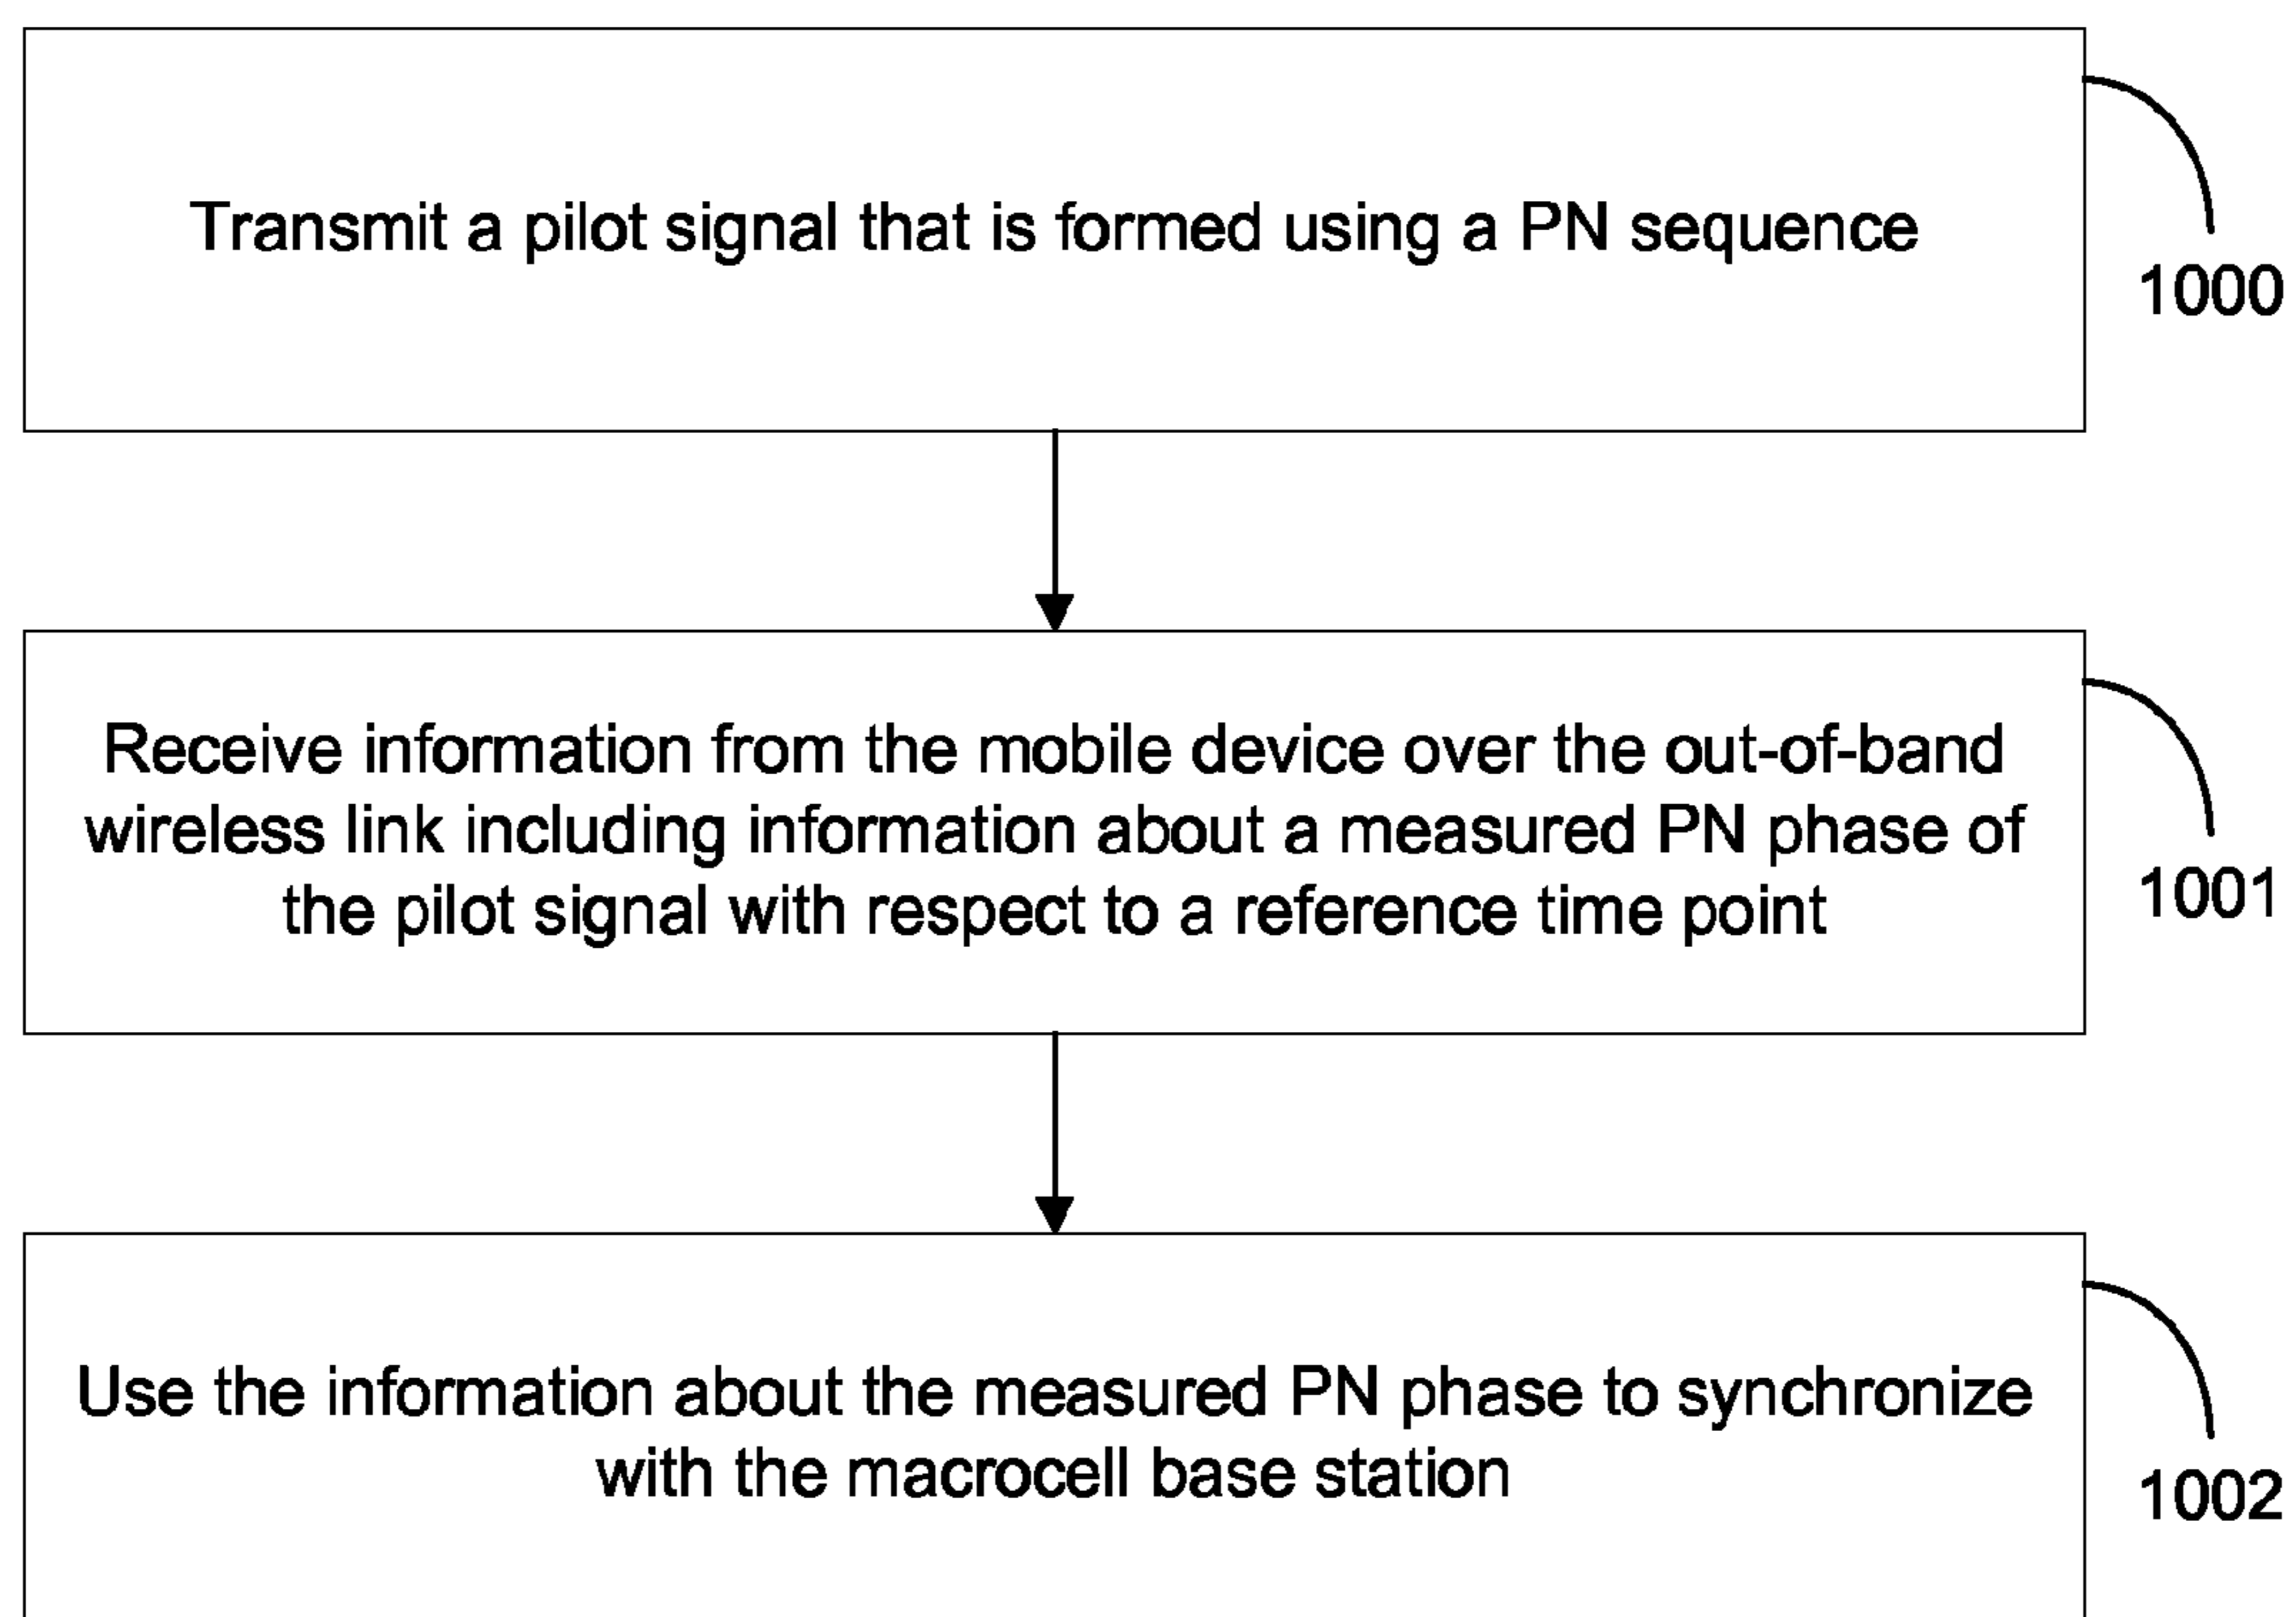 Transmit a pilot signal that is formed using a PN sequence
1000
Receive information from the mobile device over the out-of-band
wireless link including information about a measured PN phase of
the pilot signal with respect to a reference time point
1001
Use the information about the measured PN phase to synchronize
with the macrocell base station
1002